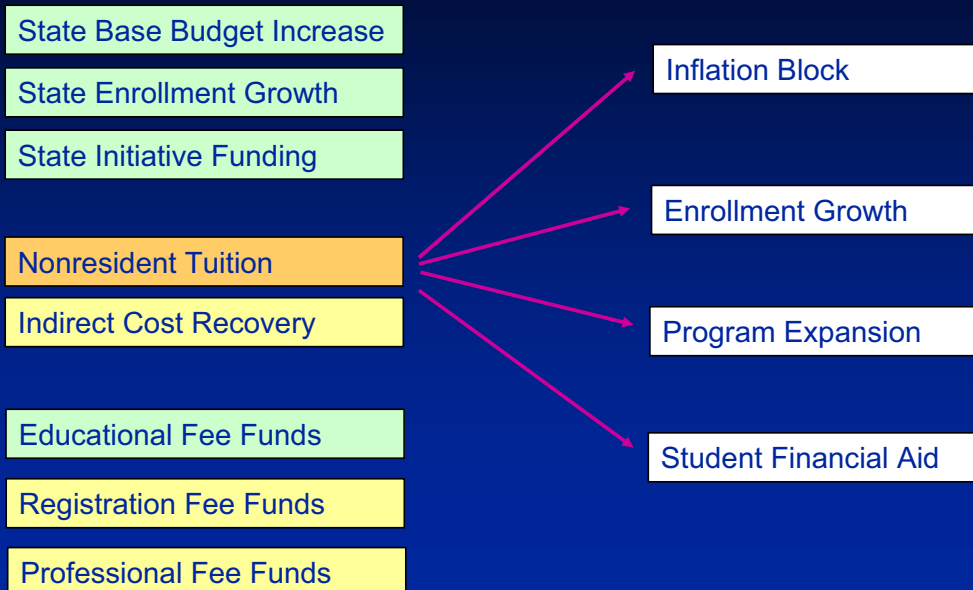 State Base Budget Increase
State Enrollment Growth
State Initiative Funding
Nonresident Tuition
Indirect Cost Recovery
Educational Fee Funds
Registration Fee Funds
Professional Fee Funds
Inflation Block
Enrollment Growth
Program Expansion
Student Financial Aid